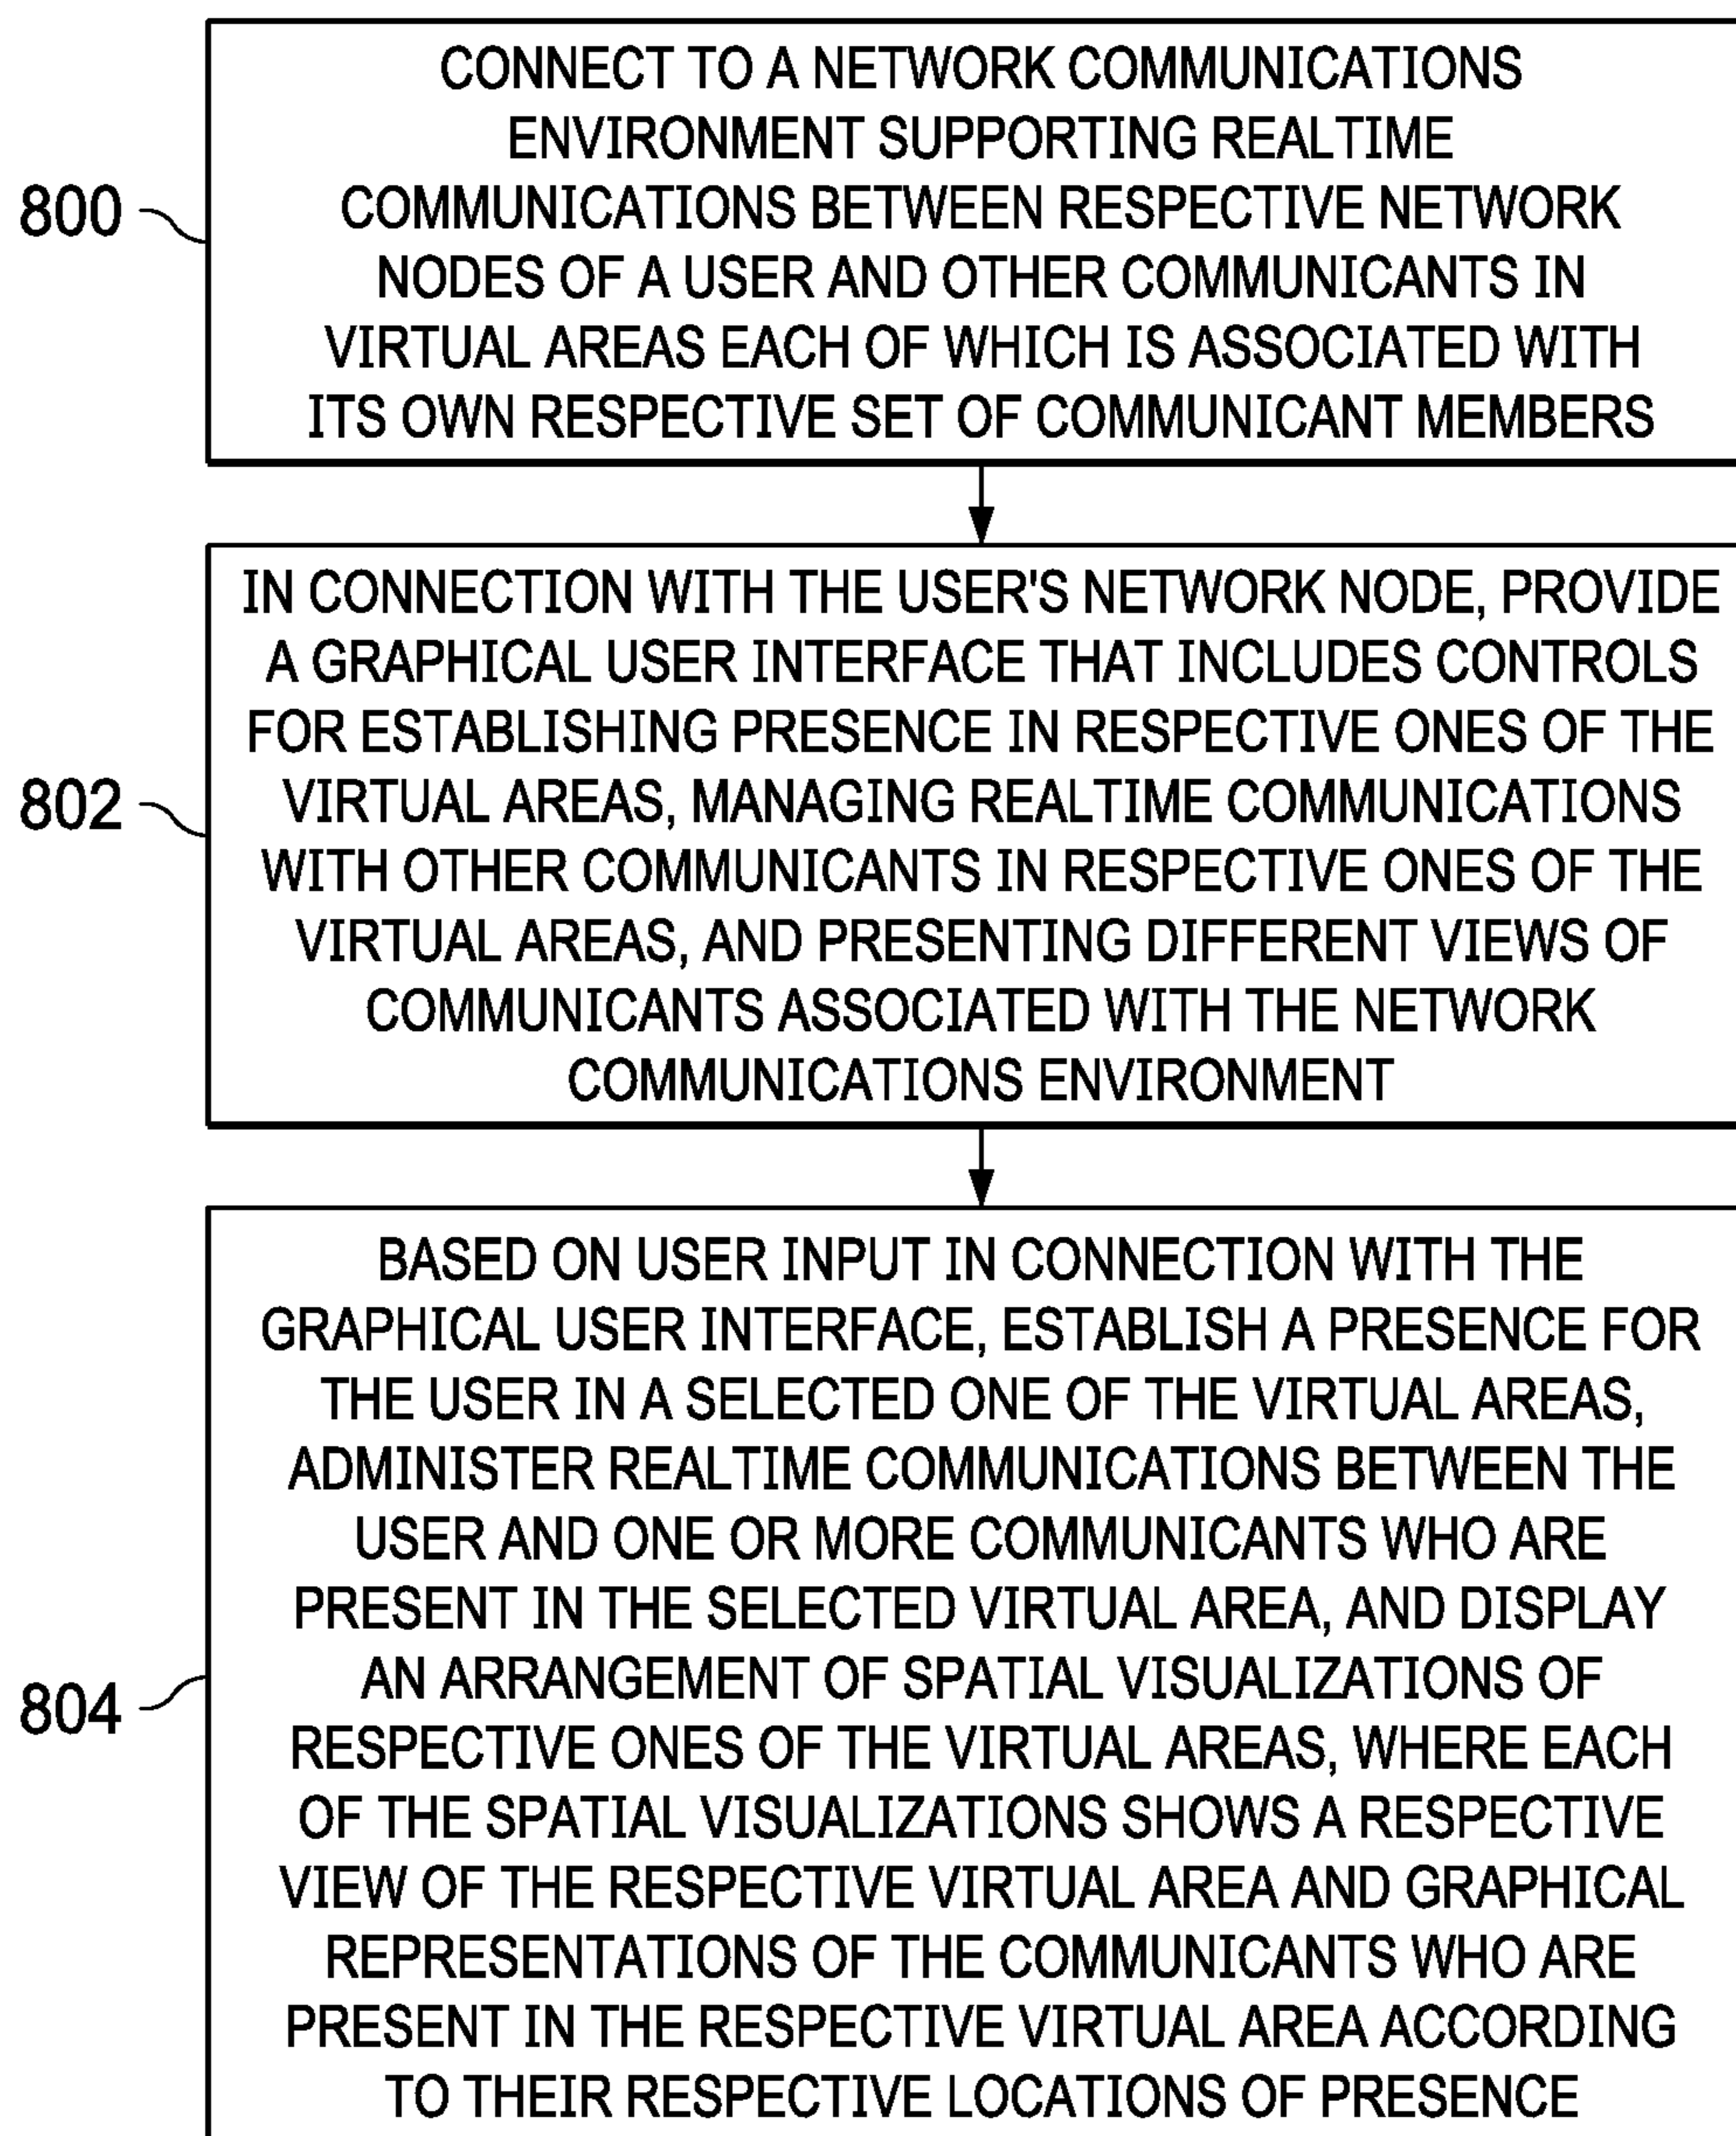 CONNECT TO A NETWORK COMMUNICATIONS
ENVIRONMENT SUPPORTING REALTIME
800
COMMUNICATIONS BETWEEN RESPECTIVE NETWORK
NODES OF A USER AND OTHER COMMUNICANTS IN
VIRTUAL AREAS EACH OF WHICH IS ASSOCIATED WITH
ITS OWN RESPECTIVE SET OF COMMUNICANT MEMBERS
IN CONNECTION WITH THE USER'S NETWORK NODE, PROVIDE
A GRAPHICAL USER INTERFACE THAT INCLUDES CONTROLS
FOR ESTABLISHING PRESENCE IN RESPECTIVE ONES OF THE
802
VIRTUAL AREAS, MANAGING REALTIME COMMUNICATIONS
WITH OTHER COMMUNICANTS IN RESPECTIVE ONES OF THE
VIRTUAL AREAS, AND PRESENTING DIFFERENT VIEWS OF
COMMUNICANTS ASSOCIATED WITH THE NETWORK
COMMUNICATIONS ENVIRONMENT
BASED ON USER INPUT IN CONNECTION WITH THE
GRAPHICAL USER INTERFACE, ESTABLISH A PRESENCE FOR
THE USER IN A SELECTED ONE OF THE VIRTUAL AREAS,
ADMINISTER REALTIME COMMUNICATIONS BETWEEN THE
USER AND ONE OR MORE COMMUNICANTS WHO ARE
PRESENT IN THE SELECTED VIRTUAL AREA, AND DISPLAY
AN ARRANGEMENT OF SPATIAL VISUALIZATIONS OF
804
RESPECTIVE ONES OF THE VIRTUAL AREAS, WHERE EACH
OF THE SPATIAL VISUALIZATIONS SHOWS A RESPECTIVE
VIEW OF THE RESPECTIVE VIRTUAL AREA AND GRAPHICAL
REPRESENTATIONS OF THE COMMUNICANTS WHO ARE
PRESENT IN THE RESPECTIVE VIRTUAL AREA ACCORDING
TO THEIR RESPECTIVE LOCATIONS OF PRESENCE